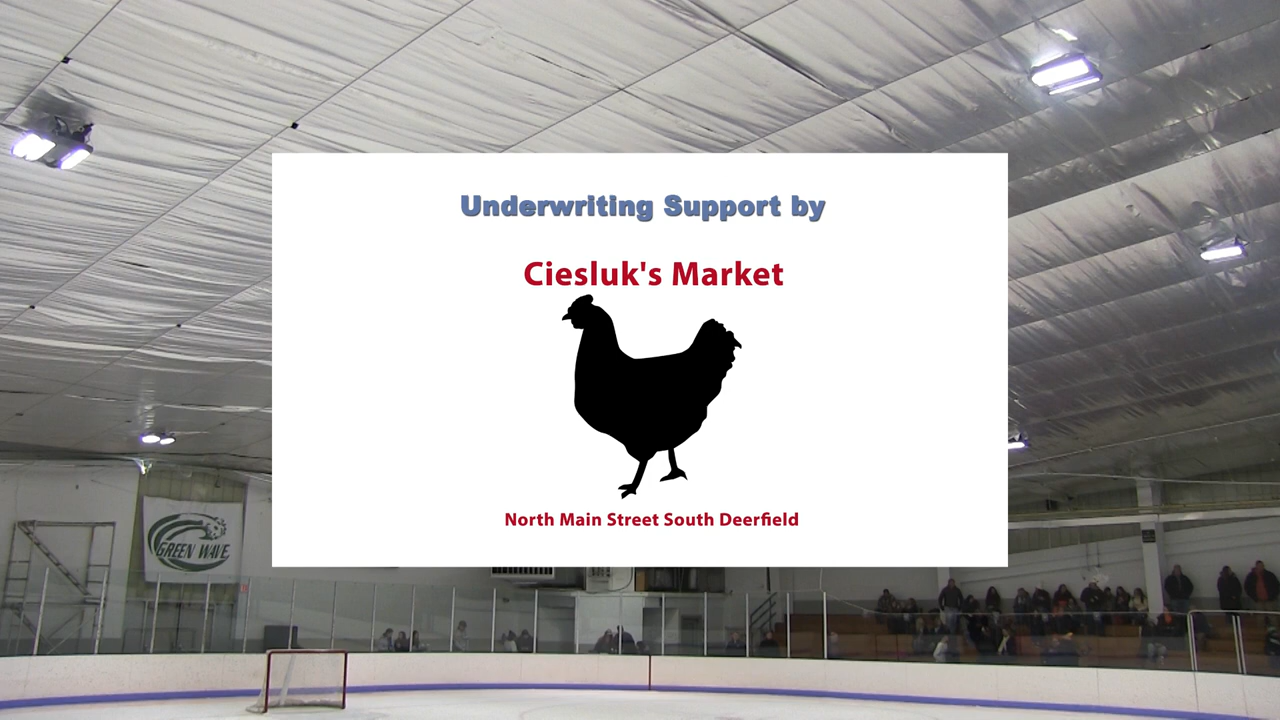 Underwriting Support by
Ciesluk's Market
North Main Street South Deerfield
GREEN WAVE